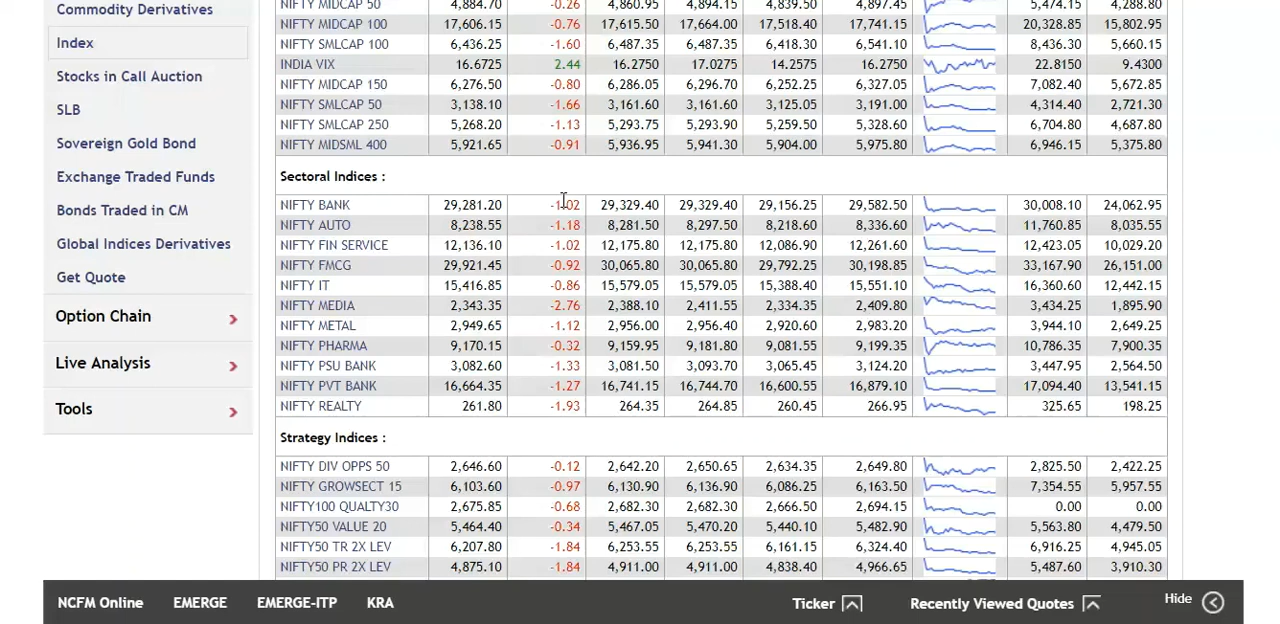 Commodity Derivatives
Index
Stocks in Call Auction
SLB
Sovereign Gold Bond
Exchange Traded Funds
Bonds Traded in CM
Global Indices Derivatives
Get Quote
Option Chain
Live Analysis
Tools
NIFTY MIDCAP 50 4,884.70 -0.26 4,860.95 4,894.15 4,839.50 4,897.45 5,474.15 4,288.80
NIFTY MIDCAP 100 17,606.15 -0.76 17,615.50 17,664.00 17,518.40 17,741.15 20,328.85 15,802.95
NIFTY SMLCAP 100 6,436.25 -1.60 6,487.35 6,487.35 6,418.30 6,541.10 8,436.30 5,660.15
INDIA VIX 16.6725 2.44 16.2750 17.0275 14.2575 16.2750 22.8150 9.4300
NIFTY MIDCAP 150 6,276.50 -0.80 6,286.05 6,296.70 6,252.25 6,327.05 7,082.40 5,672.85
NIFTY SMLCAP 50 3,138.10 -1.66 3,161.60 3,161.60 3,125.05 3,191.00 4,314.40 2,721.30
NIFTY SMLCAP 250 5,268.20 -1.13 5,293.75 5,293.90 5,259.50 5,328.60 6,704.80 4,687.80
NIFTY MIDSML 400 5,921.65 -0.91 5,936.95 5,941.30 5,904.00 5,975.80 6,946.15 5,375.80
Sectoral Indices :
NIFTY BANK 29,281.20 -1.02 29,329.40 29,329.40 29,156.25 29,582.50 30,008.10 24,062.95
NIFTY AUTO 8,238.55 -1.18 8,281.50 8,297.50 8,218.60 8,336.60 11,760.85 8,035.55
NIFTY FIN SERVICE 12,136.10 -1.02 12,175.80 12,175.80 12,086.90 12,261.60 12,423.05 10,029.20
NIFTY FMCG 29,921.45 -0.92 30,065.80 30,065.80 29,792.25 30,198.85 33,167.90 26,151.00
NIFTY IT 15,416.85 -0.86 15,579.05 15,579.05 15,388.40 15,551.10 16,360.60 12,442.15
NIFTY MEDIA 2,343.35 -2.76 2,388.10 2,411.55 2,334.35 2,409.80 3,434.25 1,895.90
NIFTY METAL 2,949.65 -1.12 2,956.00 2,956.40 2,920.60 2,983.20 3,944.10 2,649.25
NIFTY PHARMA 9,170.15 -0.32 9,159.95 9,181.80 9,081.55 9,199.35 10,786.35 7,900.35
NIFTY PSU BANK 3,082.60 -1.33 3,081.50 3,093.70 3,065.45 3,124.20 3,447.95 2,564.50
NIFTY PVT BANK 16,664.35 -1.27 16,741.15 16,744.70 16,600.55 16,879.10 17,094.40 13,541.15
NIFTY REALTY 261.80 -1.93 264.35 264.85 260.45 266.95 325.65 198.25
Strategy Indices :
NIFTY DIV OPPS 50 2,646.60 -0.12 2,642.20 2,650.65 2,634.35 2,649.80 2,825.50 2,422.25
NIFTY GROWSECT 15 6,103.60 -0.97 6,130.90 6,136.90 6,086.25 6,163.50 7,354.55 5,957.55
NIFTY100 QUALTY30 2,675.85 -0.68 2,682.30 2,682.30 2,666.50 2,694.15 0.00 0.00
NIFTY50 VALUE 20 5,464.40 -0.34 5,467.05 5,470.20 5,440.10 5,482.90 5,563.80 4,479.50
NIFTY50 TR 2X LEV 6,207.80 -1.84 6,253.55 6,253.55 6,161.15 6,324.40 6,916.25 4,945.05
NIFTY50 PR 2X LEV 4,875.10 -1.84 4,911.00 4,911.00 4,838.40 4,966.65 5,487.60 3,910.30
NCFM Online EMERGE EMERGE-ITP KRA Ticker Recently Viewed Quotes Hide